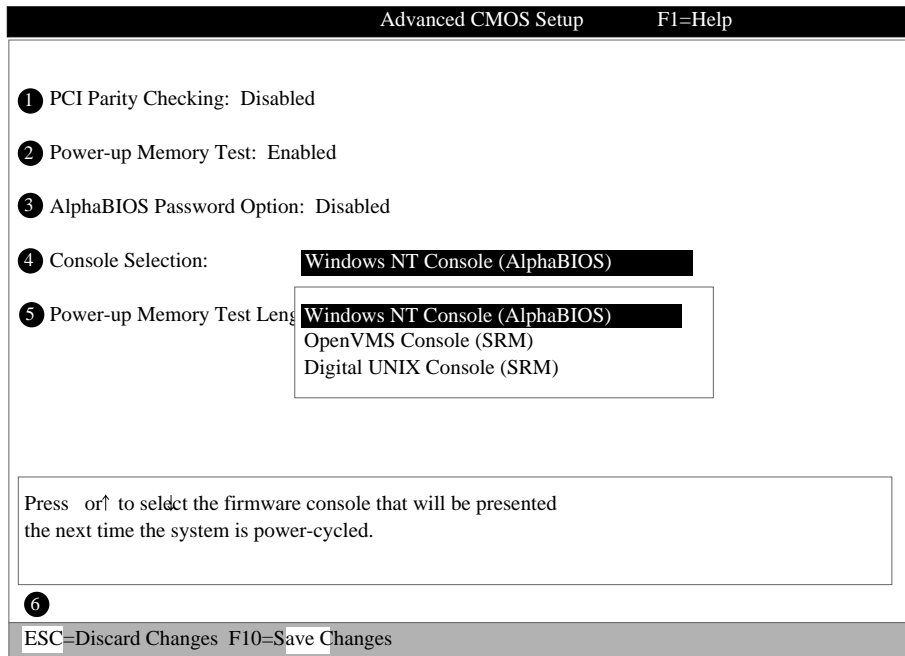 Advanced CMOS Setup F1=Help
1 PCI Parity Checking: Disabled
2 Power-up Memory Test: Enabled
3 AlphaBIOS Password Option: Disabled
4 Console Selection: Windows NT Console (AlphaBIOS)
5 Power-up Memory Test Leng
Windows NT Console (AlphaBIOS)
OpenVMS Console (SRM)
Digital UNIX Console (SRM)
Press or↑ to select the firmware console that will be presented
the next time the system is power-cycled.
6
ESC=Discard Changes F10=Save Changes